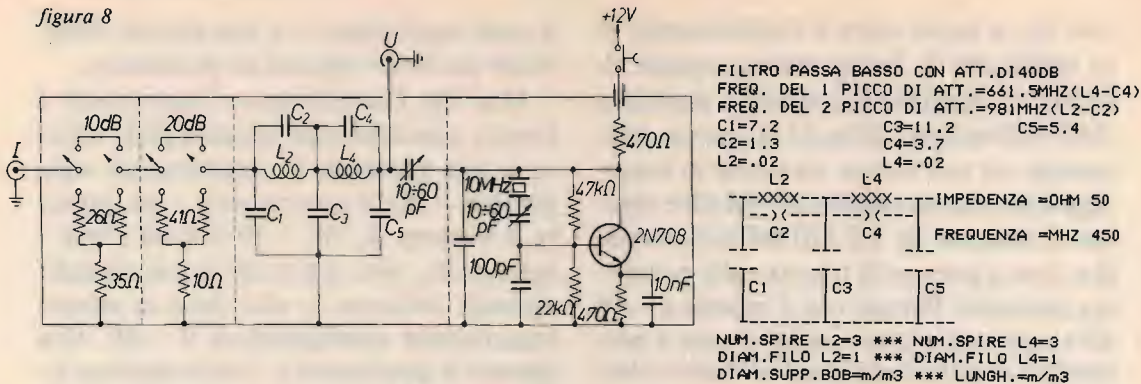 figura 8
+12V
U
I
10dB
20dB
C2
C4
L2
L4
10÷60
pF
C1
C3
C5
26Ω
41Ω
35Ω
10Ω
10MHz
10÷60
pF
100pF
47kΩ
22kΩ
470Ω
2N708
470Ω
10nF
FILTRO PASSA BASSO CON ATT.DI40DB
FREQ. DEL 1 PICCO DI ATT.=661.5MHZ(L4-C4)
FREQ. DEL 2 PICCO DI ATT.=981MHZ(L2-C2)
C1=7.2 C3=11.2 C5=5.4
C2=1.3 C4=3.7
L2=.02 L4=.02
L2 L4
IMPEDENZA =OHM 50
C2 C4
FREQUENZA =MHZ 450
C1 C3 C5
NUM.SPIRE L2=3 *** NUM.SPIRE L4=3
DIAM.FILO L2=1 *** DIAM.FILO L4=1
DIAM.SUPP.BOB=m/m3 *** LUNGH.=m/m3